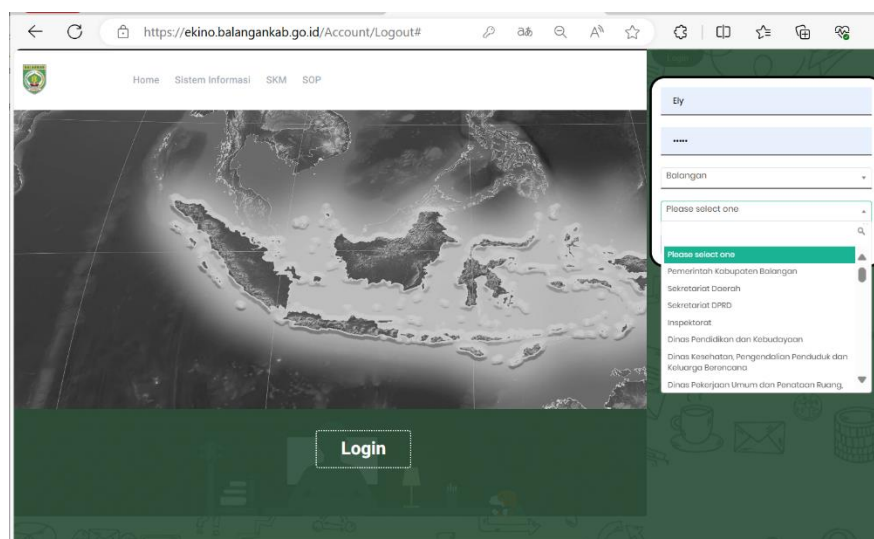 https://ekino.balangankab.go.id/Account/Logout#
Home Sistem Informasi SKM SOP
Ely
•••••
Balangan
Please select one
Please select one
Pemerintah Kabupaten Balangan
Sekretariat Daerah
Sekretariat DPRD
Inspektorat
Dinas Pendidikan dan Kebudayaan
Dinas Kesehatan, Pengendalian Penduduk dan
Keluarga Berencana
Dinas Pekerjaan Umum dan Penataan Ruang,
Login